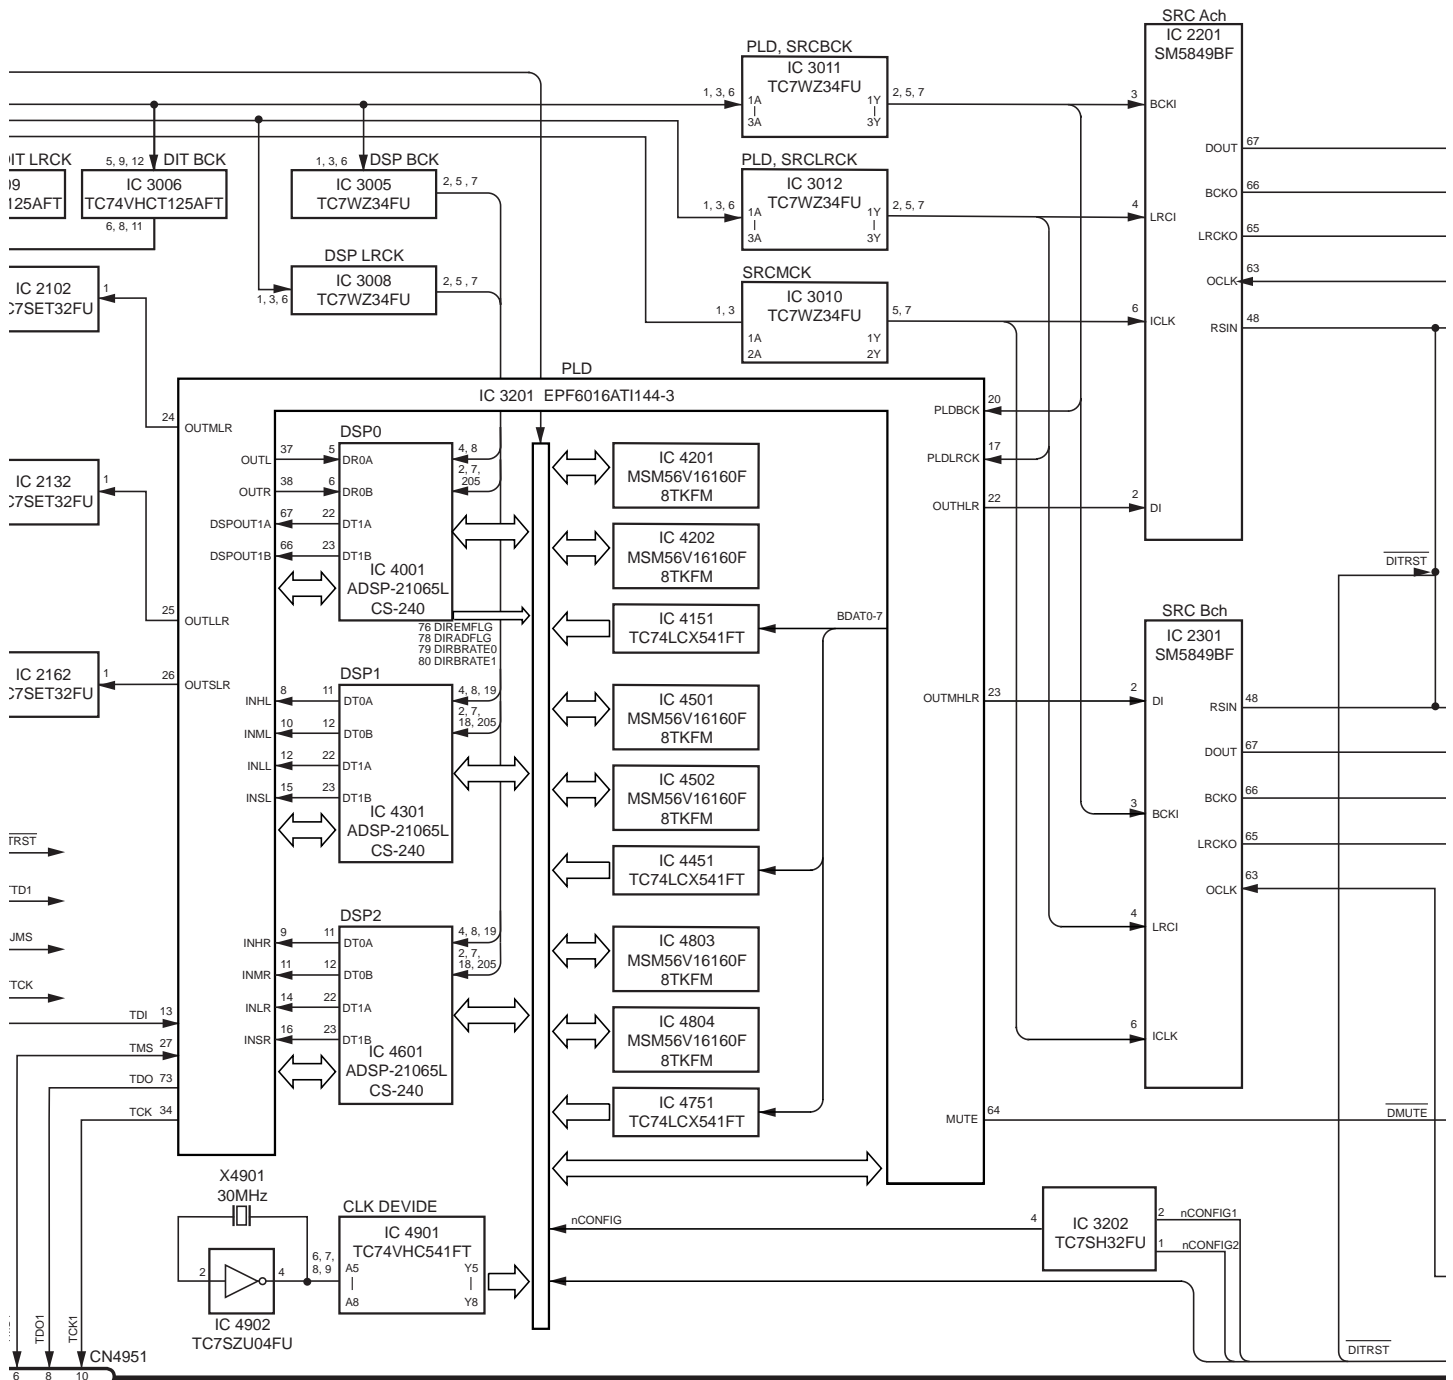 SRC Ach
IC 2201
SM5849BF
3
BCKI
DOUT
67
BCKO
66
4
LRCI
LRCKO
65
OCLK
63
6
ICLK
RSIN
48
2
DI
PLD, SRCBCK
IC 3011
TC7WZ34FU
1, 3, 6
1A
3A
1Y
3Y
2, 5, 7
PLD, SRCLRCK
IC 3012
TC7WZ34FU
1, 3, 6
1A
3A
1Y
3Y
2, 5, 7
SRCMCK
IC 3010
TC7WZ34FU
1, 3
1A
2A
1Y
2Y
5, 7
DIT LRCK
09
125AFT
5, 9, 12
DIT BCK
IC 3006
TC74VHCT125AFT
6, 8, 11
1, 3, 6
DSP BCK
IC 3005
TC7WZ34FU
2, 5 , 7
DSP LRCK
IC 3008
TC7WZ34FU
1, 3, 6
2, 5 , 7
IC 2102
C7SET32FU
1
IC 2132
C7SET32FU
1
IC 2162
C7SET32FU
1
PLD
IC 3201 EPF6016ATI144-3
24
OUTMLR
OUTL
37
5
DR0A
OUTR
38
6
DR0B
DSPOUT1A
67
22
DT1A
DSPOUT1B
66
23
DT1B
DSP0
IC 4001
ADSP-21065L
CS-240
4, 8
2, 7,
205
25
OUTLLR
76 DIREMFLG
78 DIRADFLG
79 DIRBRATE0
80 DIRBRATE1
26
OUTSLR
DSP1
INHL
8
11
DT0A
INML
10
12
DT0B
INLL
12
22
DT1A
INSL
15
23
DT1B
IC 4301
ADSP-21065L
CS-240
4, 8, 19
2, 7,
18, 205
DSP2
INHR
9
11
DT0A
INMR
11
12
DT0B
INLR
14
22
DT1A
INSR
16
23
DT1B
IC 4601
ADSP-21065L
CS-240
4, 8, 19
2, 7,
18, 205
IC 4201
MSM56V16160F
8TKFM
IC 4202
MSM56V16160F
8TKFM
IC 4151
TC74LCX541FT
IC 4501
MSM56V16160F
8TKFM
IC 4502
MSM56V16160F
8TKFM
IC 4451
TC74LCX541FT
IC 4803
MSM56V16160F
8TKFM
IC 4804
MSM56V16160F
8TKFM
IC 4751
TC74LCX541FT
PLDBCK
20
PLDLRCK
17
OUTHLR
22
BDAT0-7
OUTMHLR
23
MUTE
64
DITRST
SRC Bch
IC 2301
SM5849BF
2
DI
RSIN
48
DOUT
67
BCKO
66
3
BCKI
LRCKO
65
OCLK
63
4
LRCI
6
ICLK
DMUTE
TRST
TD1
JMS
TCK
TDI 13
TMS 27
TDO 73
TCK 34
X4901
30MHz
2
4
IC 4902
TC7SZU04FU
CLK DEVIDE
IC 4901
TC74VHC541FT
6, 7,
8, 9
A5
A8
Y5
Y8
nCONFIG
4
IC 3202
TC7SH32FU
2
nCONFIG1
1
nCONFIG2
DITRST
TDO1
TCK1
CN4951
6
8
10